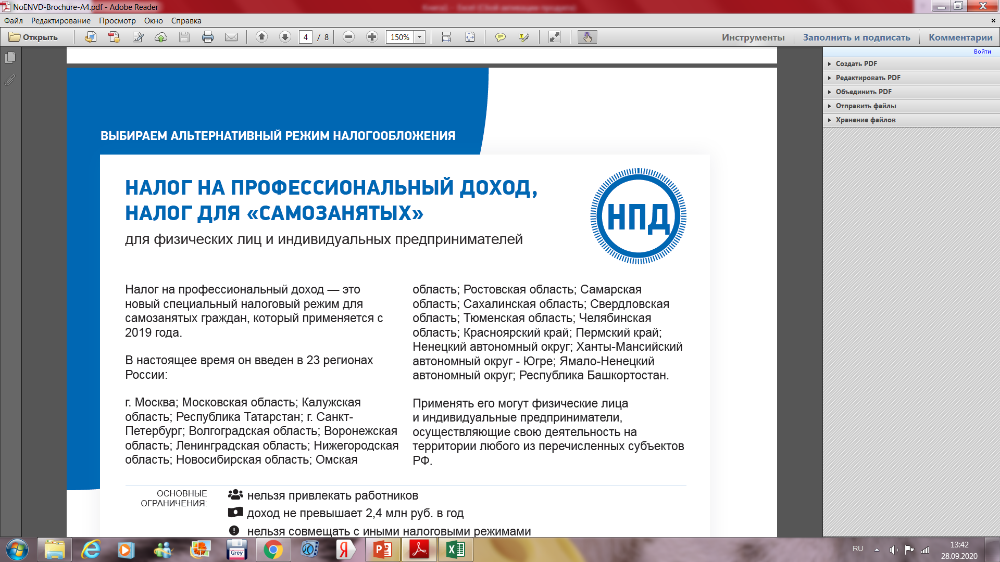 NoENVD-Brochure-A4.pdf - Adobe Reader
Файл Редактирование Просмотр Окно Справка
Открыть 4 / 8 150% Инструменты Заполнить и подписать Комментарии
Войти
Создать PDF
Редактировать PDF
Объединить PDF
Отправить файлы
Хранение файлов
ВЫБИРАЕМ АЛЬТЕРНАТИВНЫЙ РЕЖИМ НАЛОГООБЛОЖЕНИЯ
НАЛОГ НА ПРОФЕССИОНАЛЬНЫЙ ДОХОД,
НАЛОГ ДЛЯ «САМОЗАНЯТЫХ»
для физических лиц и индивидуальных предпринимателей
НПД
Налог на профессиональный доход — это
новый специальный налоговый режим для
самозанятых граждан, который применяется с
2019 года.
В настоящее время он введен в 23 регионах
России:
г. Москва; Московская область; Калужская
область; Республика Татарстан; г. Санкт-
Петербург; Волгоградская область; Воронежская
область; Ленинградская область; Нижегородская
область; Новосибирская область; Омская
область; Ростовская область; Самарская
область; Сахалинская область; Свердловская
область; Тюменская область; Челябинская
область; Красноярский край; Пермский край;
Ненецкий автономный округ; Ханты-Мансийский
автономный округ - Югре; Ямало-Ненецкий
автономный округ; Республика Башкортостан.
Применять его могут физические лица
и индивидуальные предприниматели,
осуществляющие свою деятельность на
территории любого из перечисленных субъектов
РФ.
ОСНОВНЫЕ
ОГРАНИЧЕНИЯ:
нельзя привлекать работников
доход не превышает 2,4 млн руб. в год
нельзя совмещать с иными налоговыми режимами
Grey
RU
13:42
28.09.2020